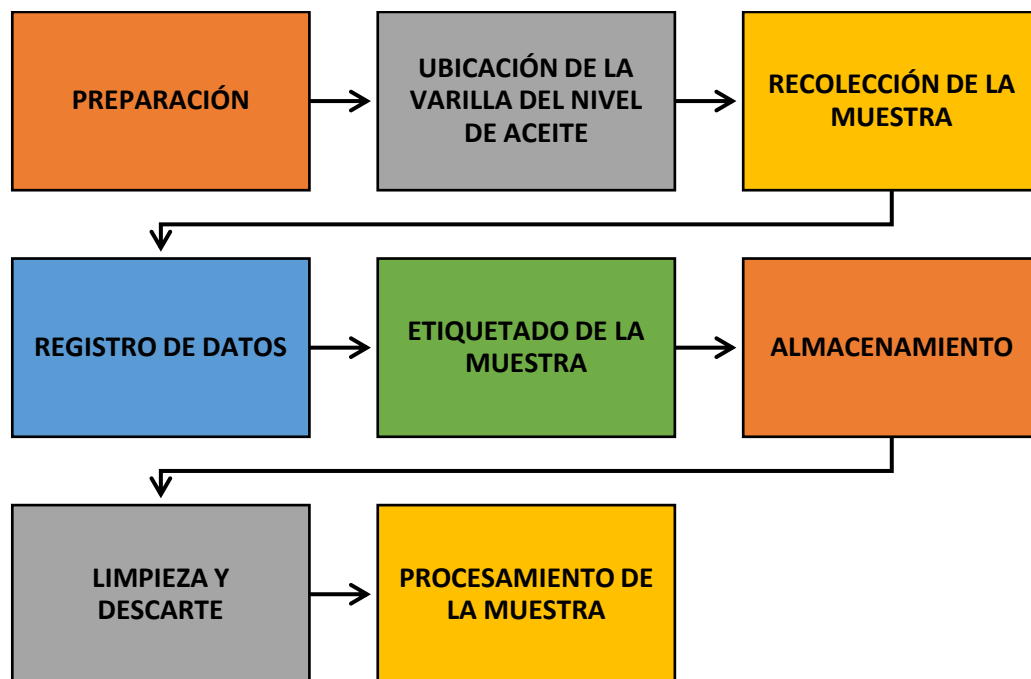 PREPARACIÓN
UBICACIÓN DE LA
VARILLA DEL NIVEL
DE ACEITE
RECOLECCIÓN DE LA
MUESTRA
REGISTRO DE DATOS
ETIQUETADO DE LA
MUESTRA
ALMACENAMIENTO
LIMPIEZA Y
DESCARTE
PROCESAMIENTO DE
LA MUESTRA